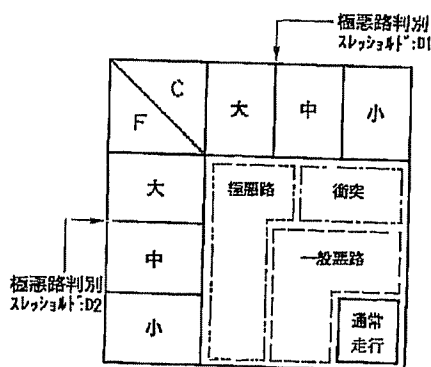 極悪路判別
スレッショルド:D1
C
F
大
中
小
大
極悪路
衝突
極悪路判別
スレッショルド:D2
中
一般悪路
小
通常
走行